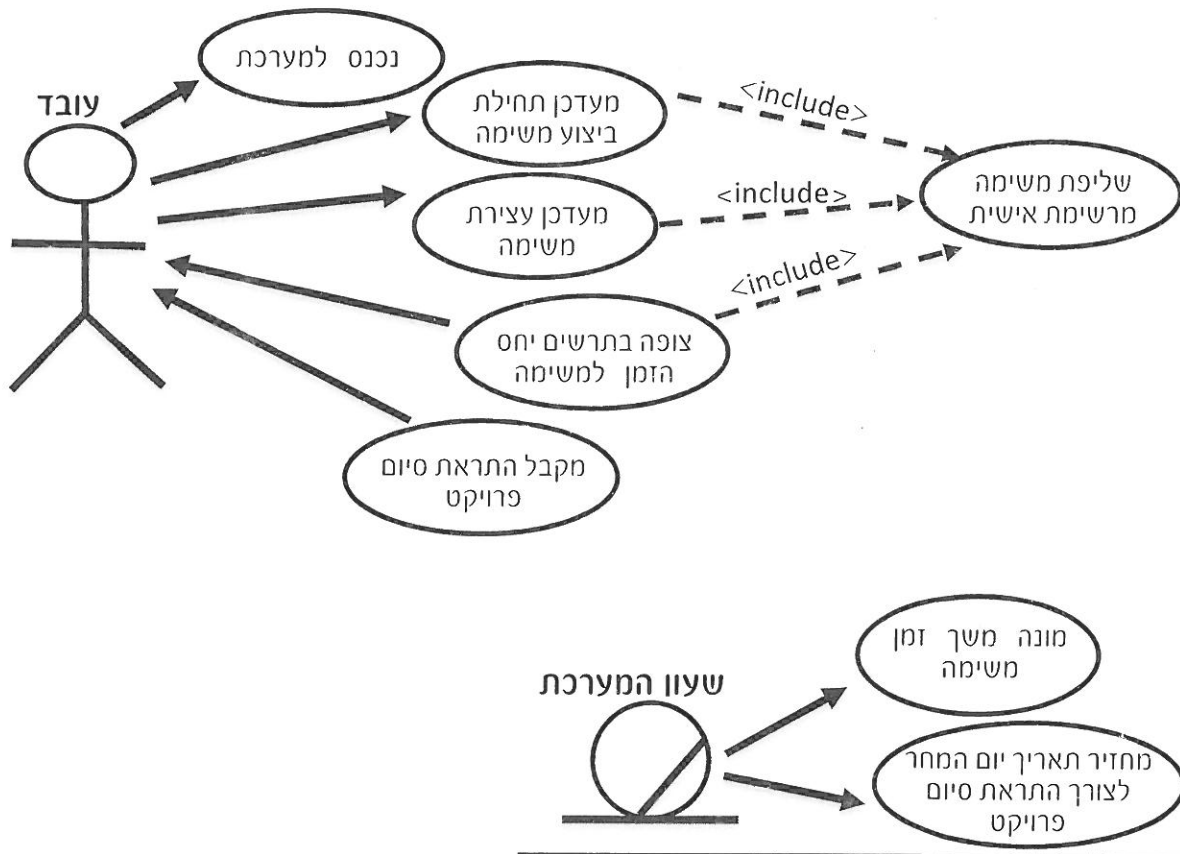 נכנס למערכת
עובד
מעדכן תחילת
ביצוע משימה
<include>
שליפת משימה
מרשימת אישית
מעדכן עצירת
משימה
<include>
<include>
צופה בתרשים יחס
הזמן למשימה
מקבל התראת סיום
פרויקט
מונה משך זמן
משימה
שעון המערכת
מחזיר תאריך יום המחר
לצורך התראת סיום
פרויקט